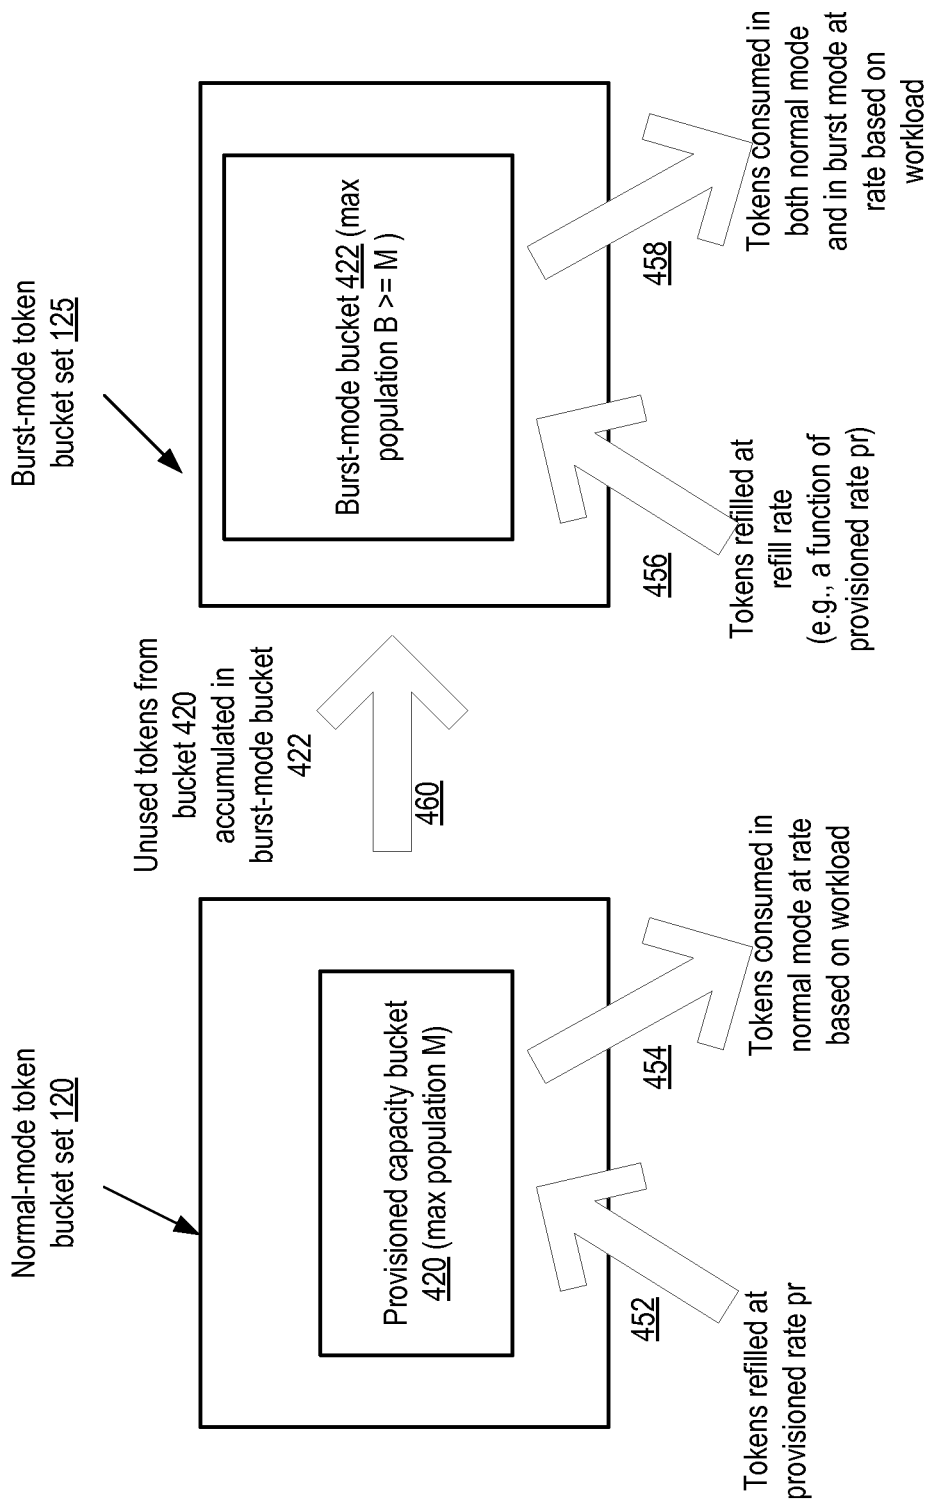 Normal-mode token
bucket set 120
Provisioned capacity bucket
420 (max population M)
452
Tokens refilled at
provisioned rate pr
454
Tokens consumed in
normal mode at rate
based on workload
Unused tokens from
bucket 420
accumulated in
burst-mode bucket
422
460
Burst-mode token
bucket set 125
Burst-mode bucket 422 (max
population B >= M )
456
Tokens refilled at
refill rate
(e.g., a function of
provisioned rate pr)
458
Tokens consumed in
both normal mode
and in burst mode at
rate based on
workload